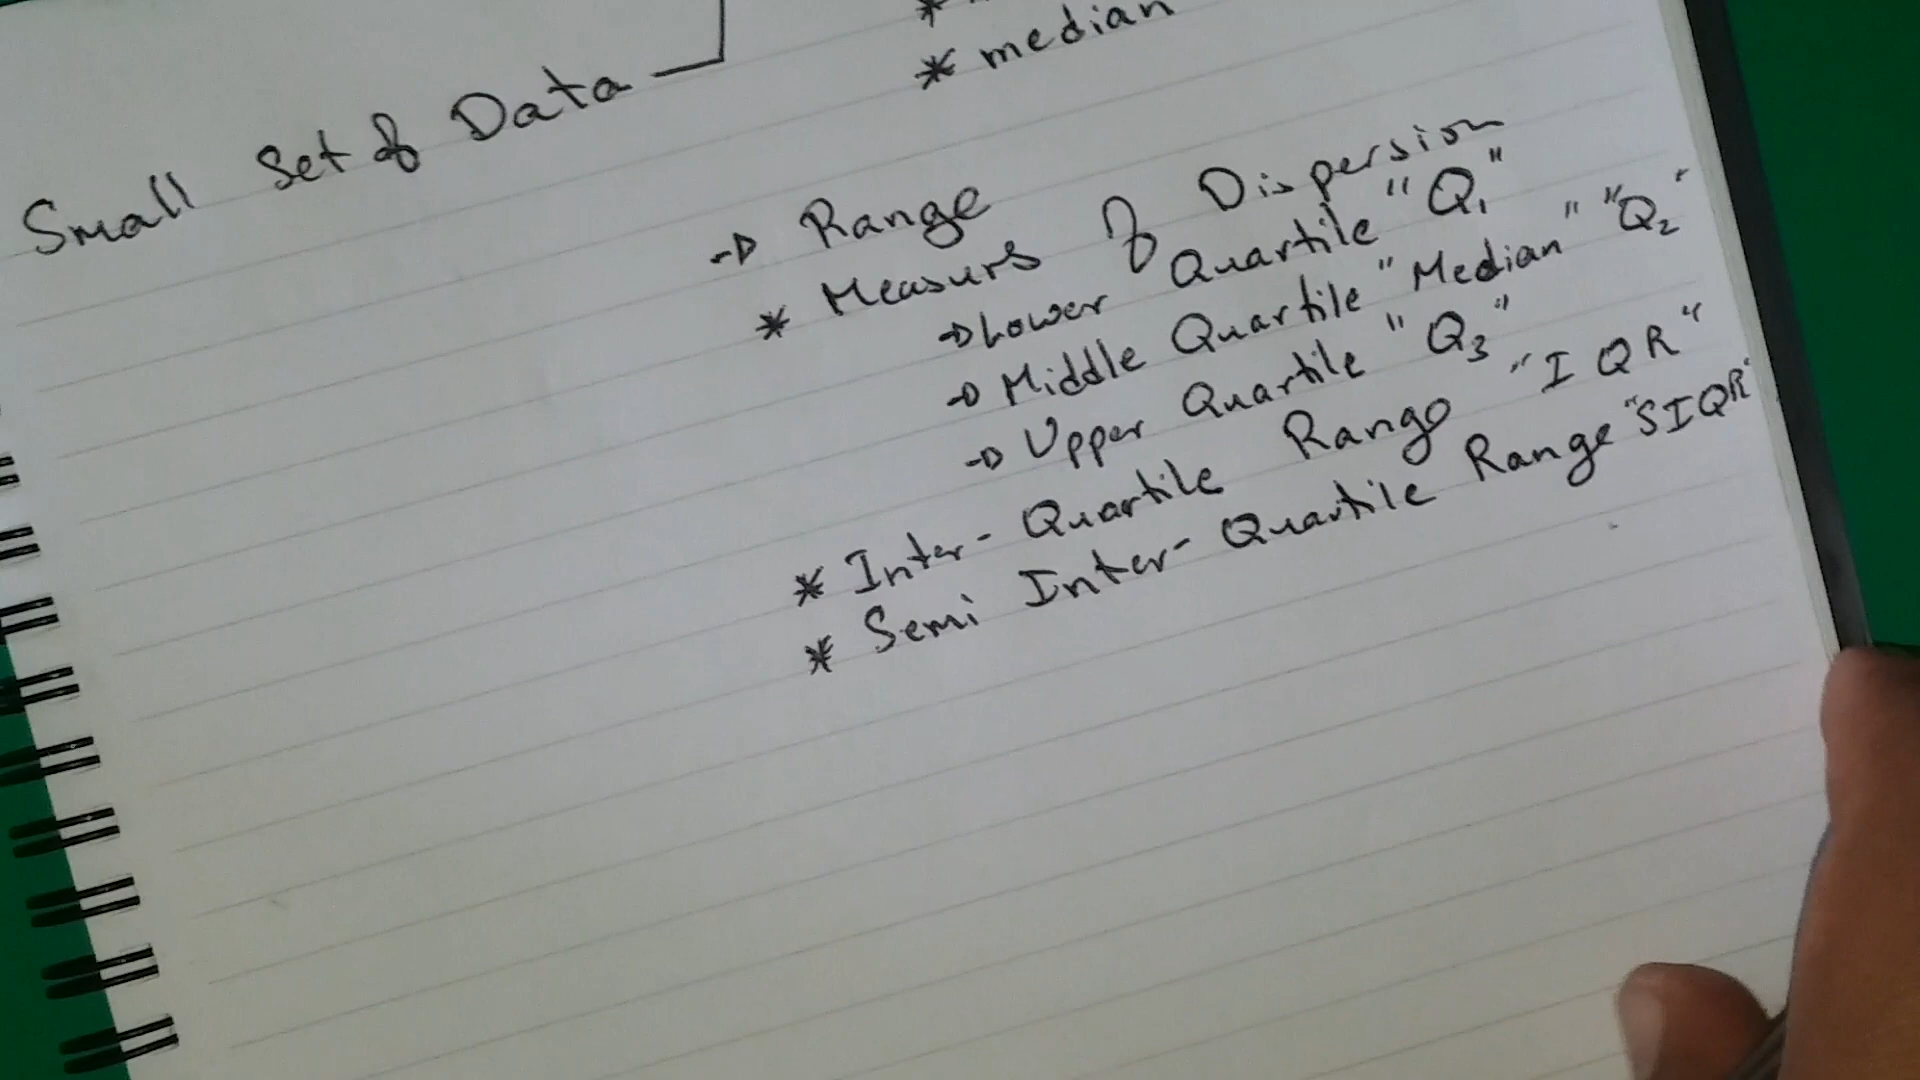 * median
Small Set of Data
→ Range
* Measurs of Dispersion
→ Lower Quartile "Q₁"
→ Middle Quartile "Median" " "Q₂"
→ Upper Quartile "Q₃"
* Inter-Quartile Range "IQR"
* Semi Inter-Quartile Range "SIQR"